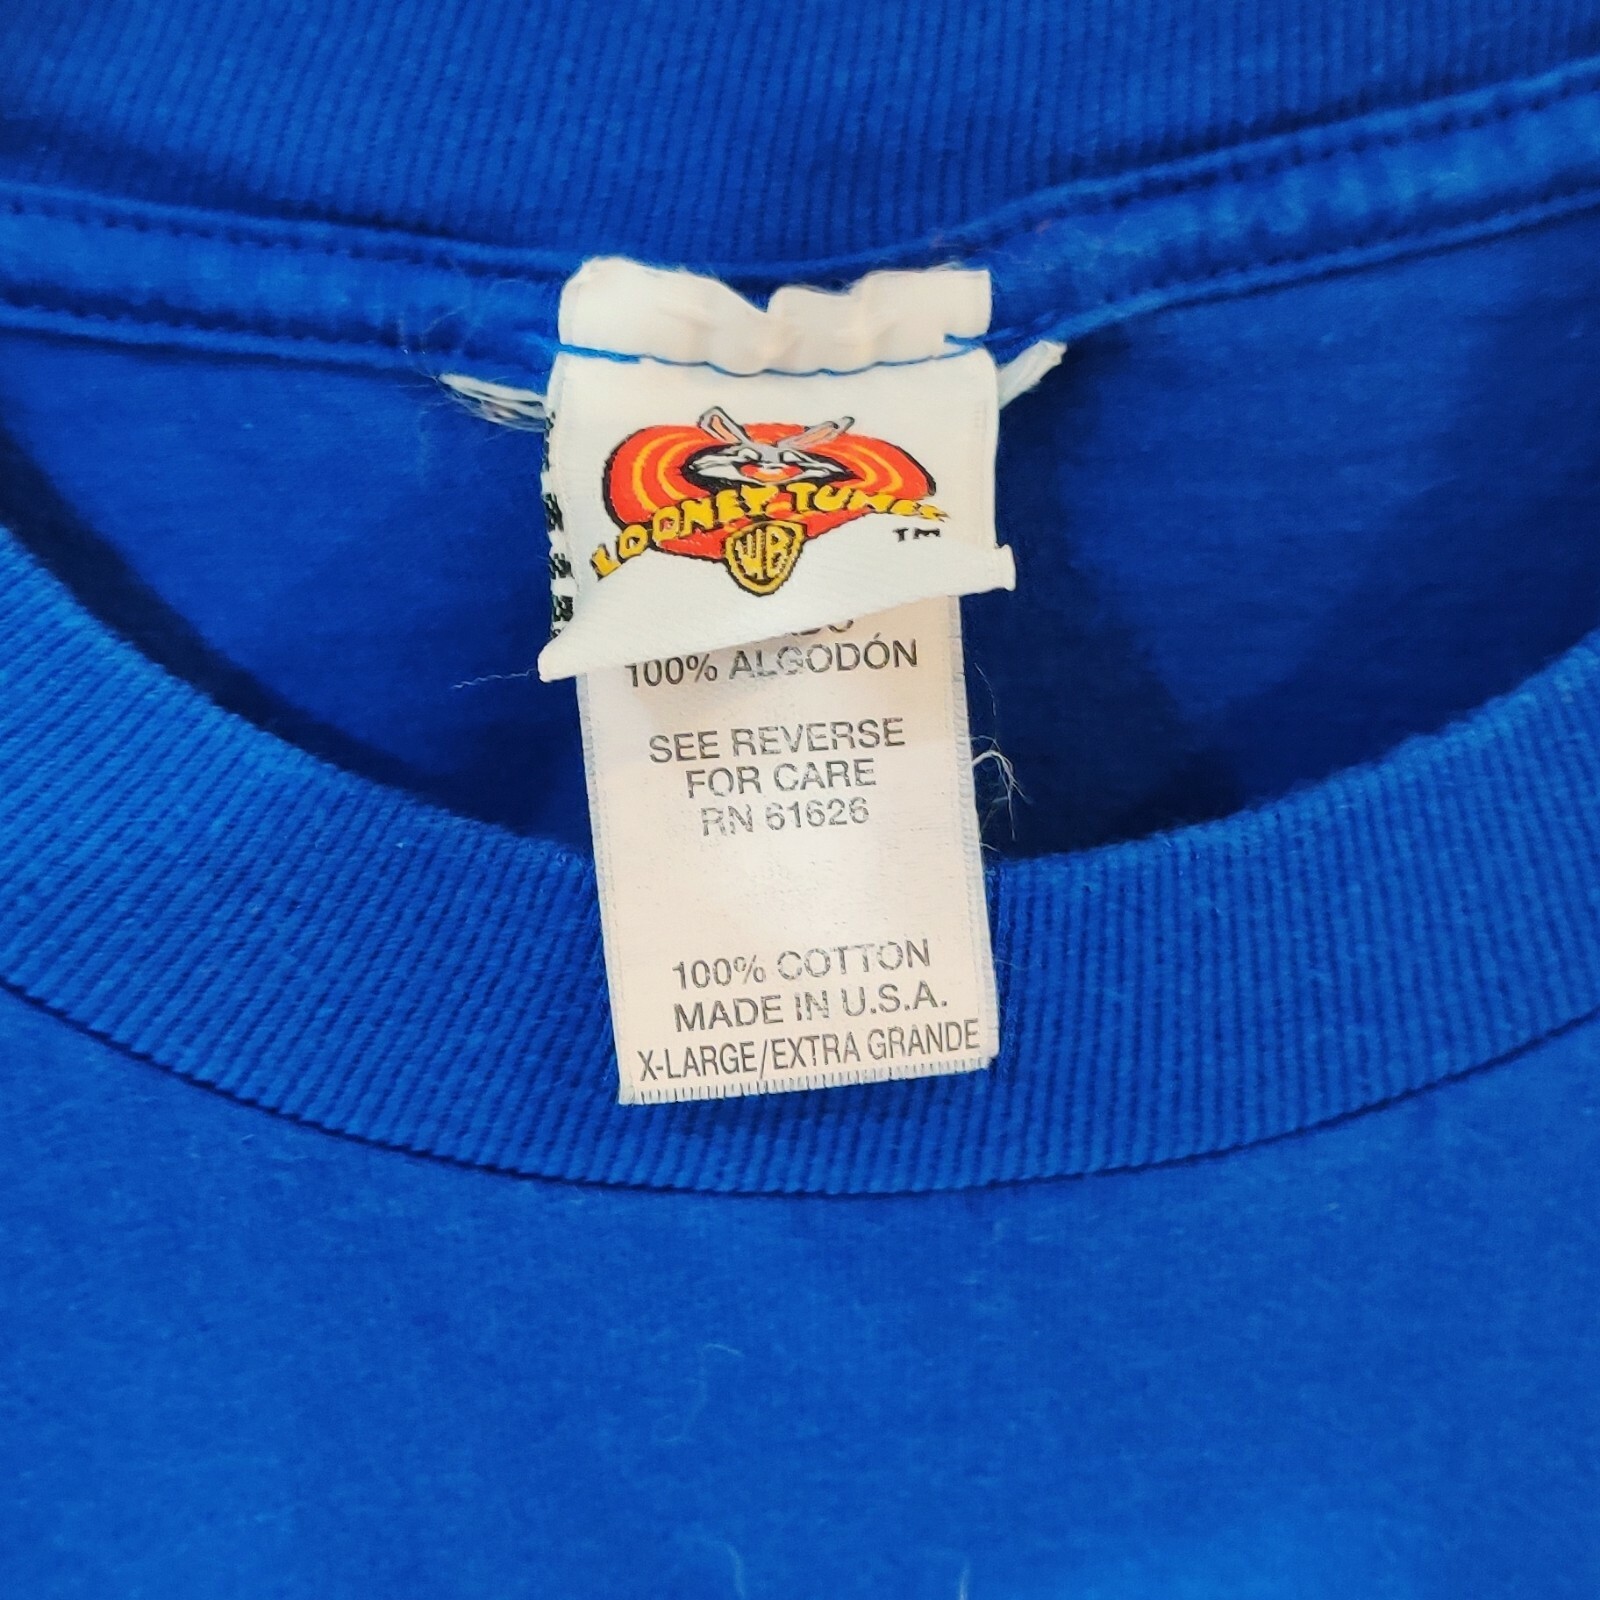 LOONEY TUNES
WB
TM
100% ALGODÓN
SEE REVERSE
FOR CARE
RN 61626
100% COTTON
MADE IN U.S.A.
X-LARGE/EXTRA GRANDE